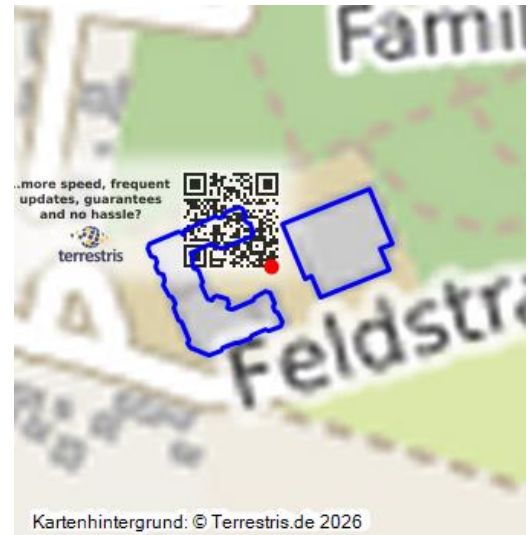 Famil
..more speed, frequent
updates, guarantees
and no hassle?
terrestris
Feldstra
Kartenhintergrund: © Terrestris.de 2026